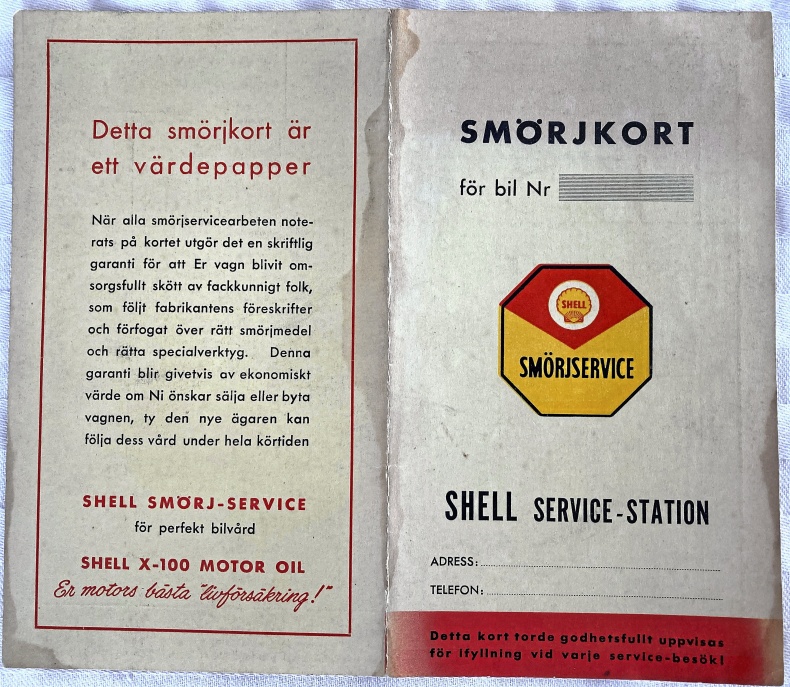 Detta smörjkort är
ett värdepapper
När alla smörjservicearbeten note-
rats på kortet utgör det en skriftlig
garanti för att Er vagn blivit om-
sorgsfullt skött av fackkunnigt folk,
som följt fabrikantens föreskrifter
och förfogat över rätt smörjmedel
och rätta specialverktyg. Denna
garanti blir givetvis av ekonomiskt
värde om Ni önskar sälja eller byta
vagnen, ty den nye ägaren kan
följa dess vård under hela körtiden
SHELL SMÖRJ-SERVICE
för perfekt bilvård
SHELL X-100 MOTOR OIL
Er motors bästa "livförsäkring!"
SMÖRJKORT
för bil Nr
SHELL
SMÖRJSERVICE
SHELL SERVICE-STATION
ADRESS:
TELEFON:
Detta kort torde godhetsfullt uppvisas
för ifyllning vid varje service-besök!